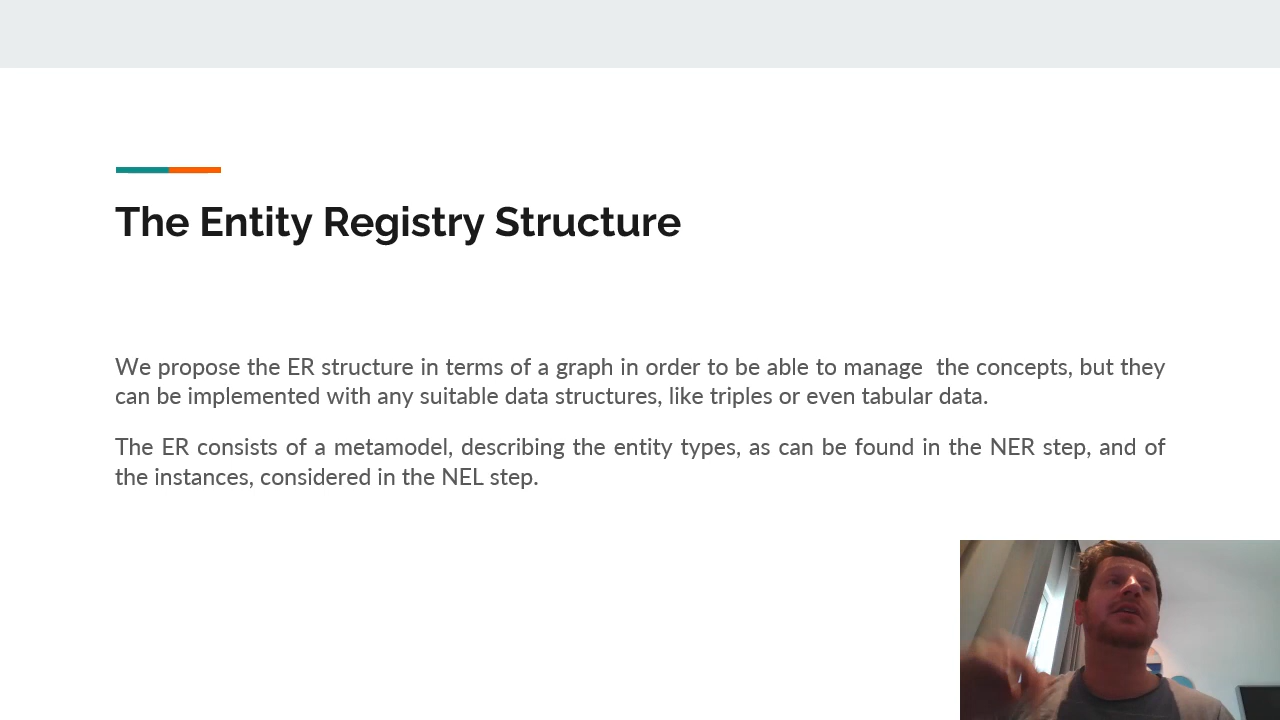 The Entity Registry Structure
We propose the ER structure in terms of a graph in order to be able to manage  the concepts, but they
can be implemented with any suitable data structures, like triples or even tabular data.
The ER consists of a metamodel, describing the entity types, as can be found in the NER step, and of
the instances, considered in the NEL step.